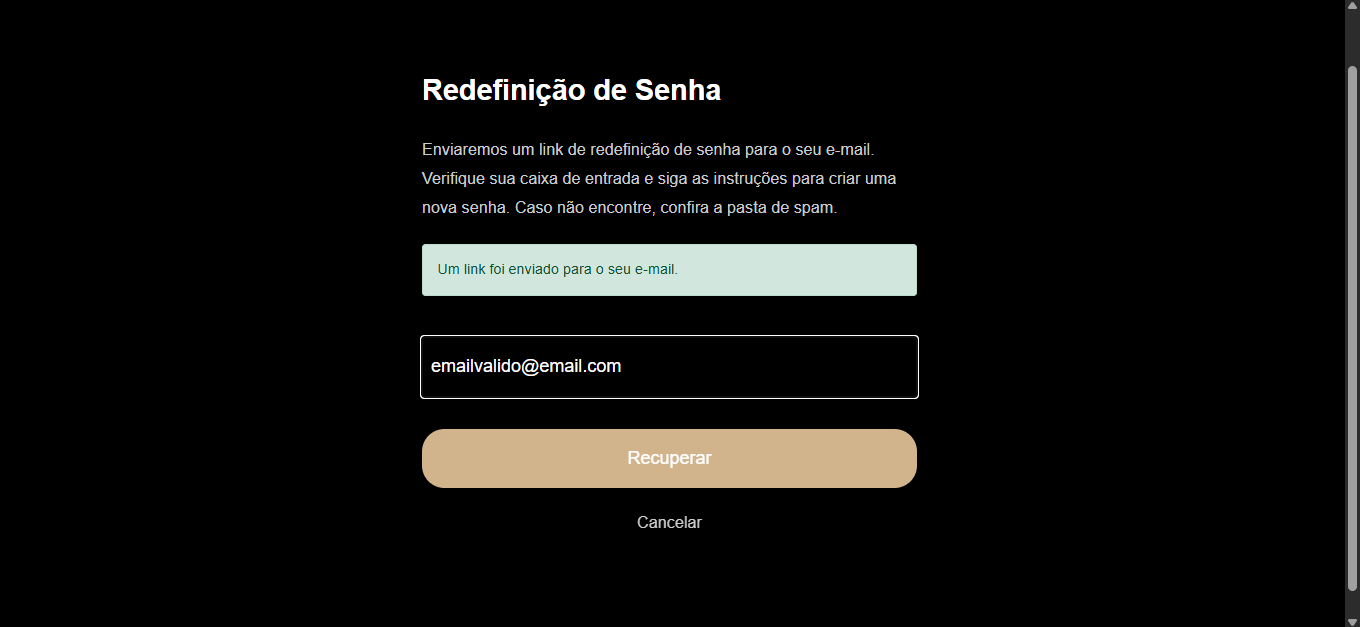 Redefinição de Senha
Enviaremos um link de redefinição de senha para o seu e-mail.
Verifique sua caixa de entrada e siga as instruções para criar uma
nova senha. Caso não encontre, confira a pasta de spam.
Um link foi enviado para o seu e-mail.
emailvalido@email.com
Recuperar
Cancelar